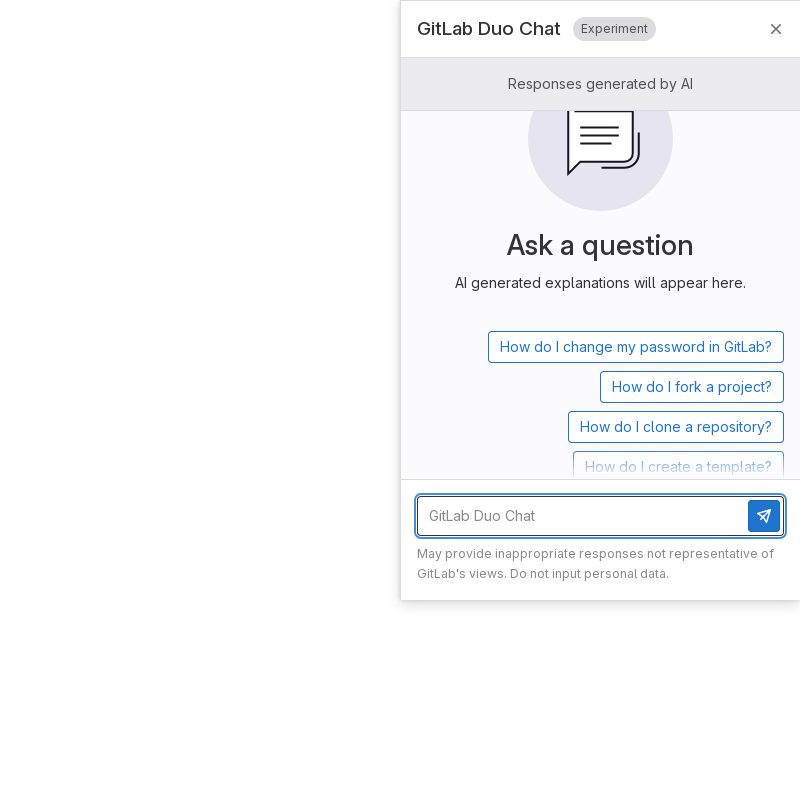 GitLab Duo Chat Experiment
Responses generated by AI
Ask a question
AI generated explanations will appear here.
How do I change my password in GitLab?
How do I fork a project?
How do I clone a repository?
How do I create a template?
GitLab Duo Chat
May provide inappropriate responses not representative of
GitLab's views. Do not input personal data.